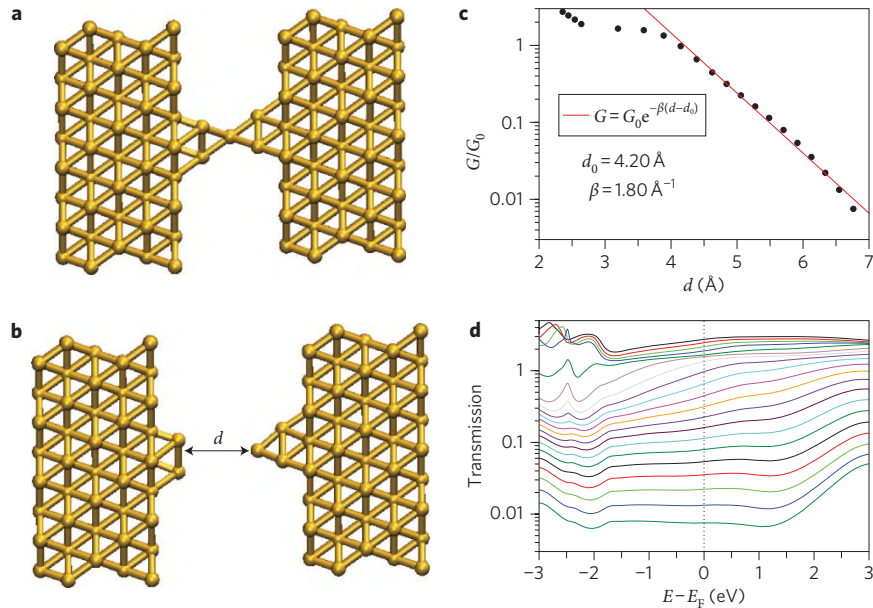 a
b
d
c
1
0.1
0.01
G/G₀
G = G₀e^{−β(d−d₀)}
d₀ = 4.20 Å
β = 1.80 Å⁻¹
2
3
4
5
6
7
d (Å)
d
1
0.1
0.01
Transmission
−3
−2
−1
0
1
2
3
E − E_F (eV)